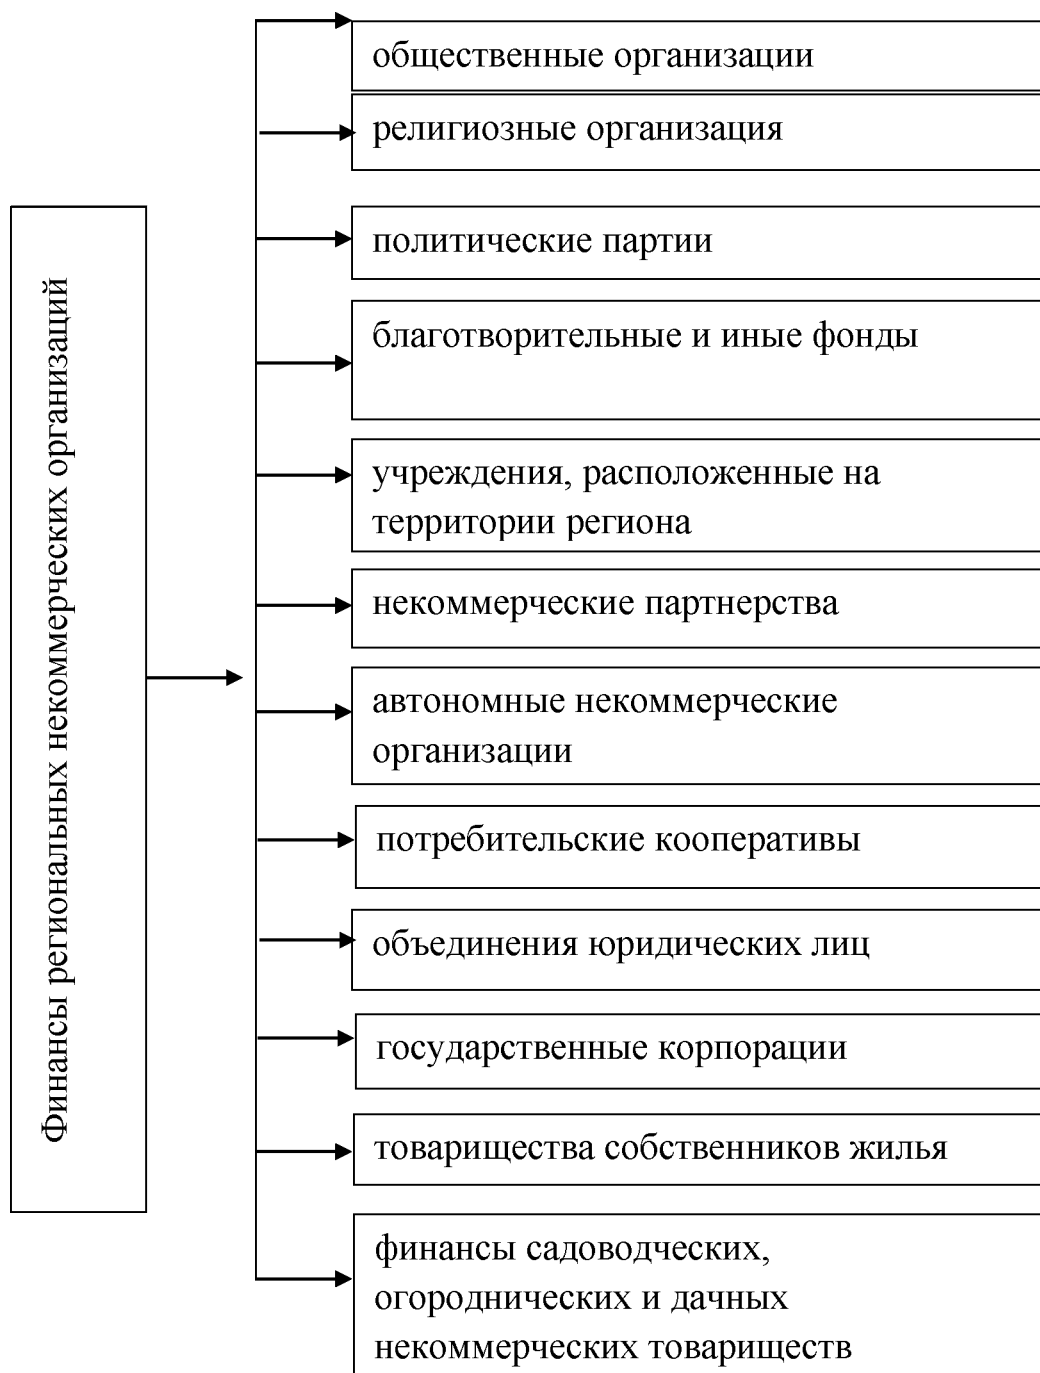 Финансы региональных некоммерческих организаций
общественные организации
религиозные организация
политические партии
благотворительные и иные фонды
учреждения, расположенные на
территории региона
некоммерческие партнерства
автономные некоммерческие
организации
потребительские кооперативы
объединения юридических лиц
государственные корпорации
товарищества собственников жилья
финансы садоводческих,
огороднических и дачных
некоммерческих товариществ